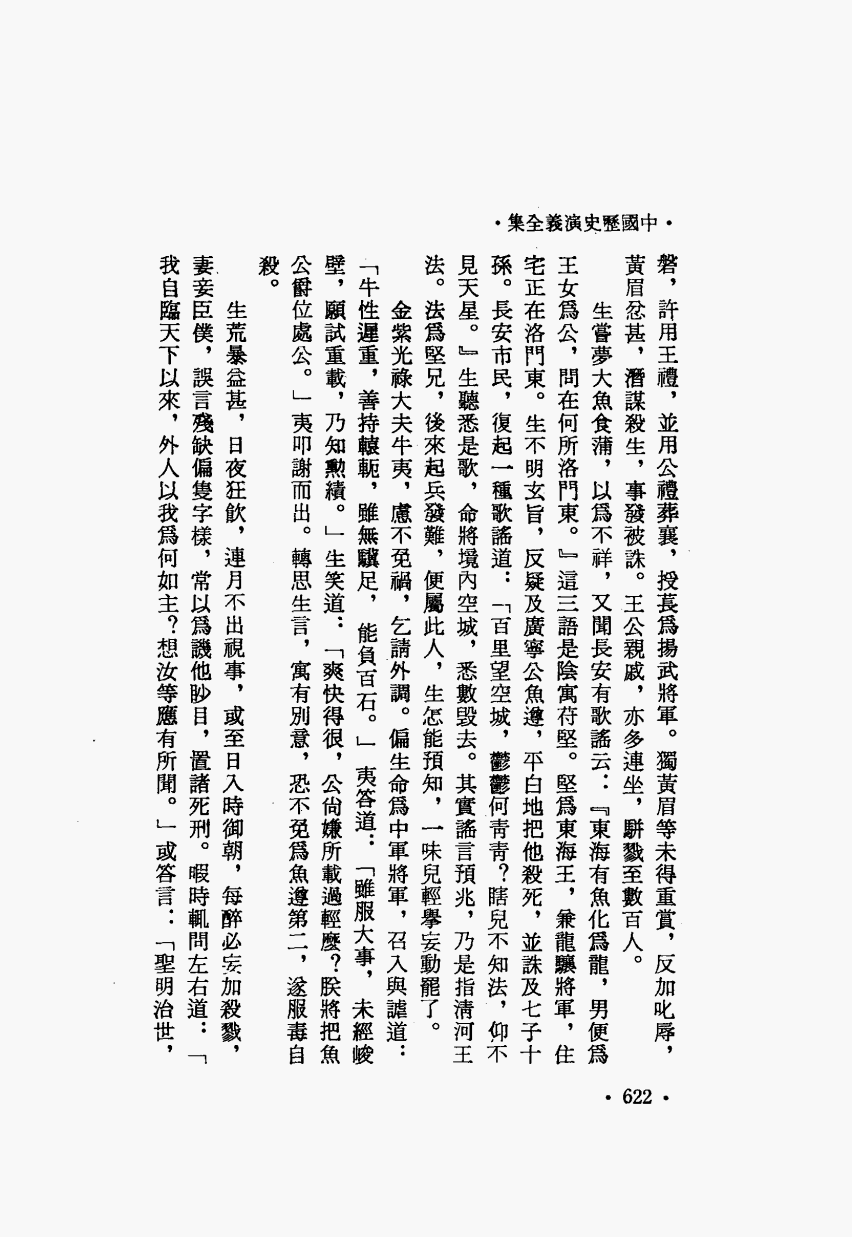 ・中國歷史演義全集・
磐，許用王禮，並用公禮葬襄，授萇爲揚武將軍。獨黃眉等未得重賞，反加叱辱，
黃眉忿甚，潛謀殺生，事發被誅。王公親戚，亦多連坐，騈戮至數百人。
生嘗夢大魚食蒲，以爲不祥，又聞長安有歌謠云：『東海有魚化爲龍，男便爲
王女爲公，問在何所洛門東。』這三語是陰寓苻堅。堅爲東海王，兼龍驤將軍，住
宅正在洛門東。生不明玄旨，反疑及廣寧公魚遵，平白地把他殺死，並誅及七子十
孫。長安市民，復起一種歌謠道：「百里望空城，鬱鬱何靑靑？瞎兒不知法，仰不
見天星。』生聽悉是歌，命將境內空城，悉數毀去。其實謠言預兆，乃是指淸河王
法。法爲堅兄，後來起兵發難，便屬此人，生怎能預知，一味兒輕擧妄動罷了。
金紫光祿大夫牛夷，慮不免禍，乞請外調。偏生命爲中軍將軍，召入與謔道：
「牛性遲重，善持轅軛，雖無驥足，能負百石。」夷答道：「雖服大事，未經峻
壁，願試重載，乃知勲績。」生笑道：「爽快得很，公尙嫌所載過輕麼？朕將把魚
公爵位處公。」夷叩謝而出。轉思生言，寓有別意，恐不免爲魚遵第二，遂服毒自
殺。
生荒暴益甚，日夜狂飮，連月不出視事，或至日入時御朝，每醉必妄加殺戮，
妻妾臣僕，誤言殘缺偏隻字樣，常以爲譏他眇目，置諸死刑。暇時輒問左右道：「
我自臨天下以來，外人以我爲何如主？想汝等應有所聞。」或答言：「聖明治世，
・622・